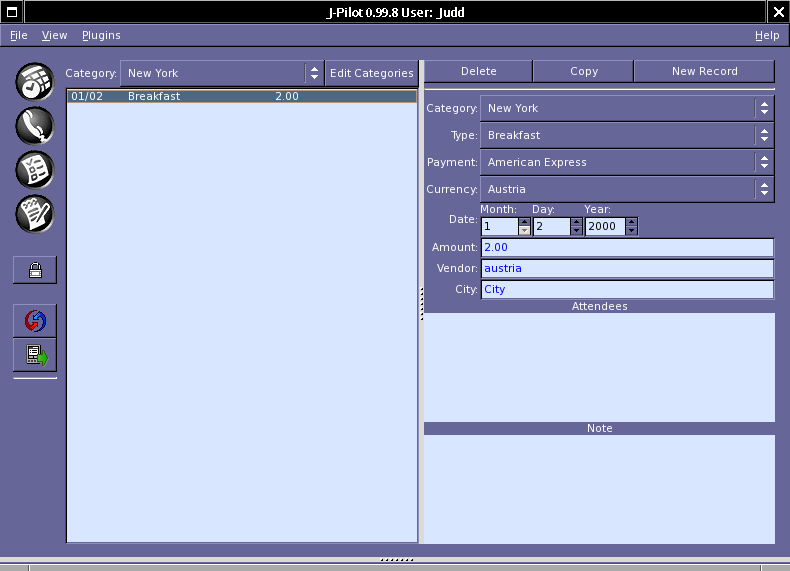 J-Pilot 0.99.8 User: Judd
File View Plugins Help
Category: New York Edit Categories
01/02 Breakfast 2.00
Delete Copy New Record
Category: New York
Type: Breakfast
Payment: American Express
Currency: Austria
Month: Day: Year:
Date: 1 2 2000
Amount: 2.00
Vendor: austria
City: City
Attendees
Note